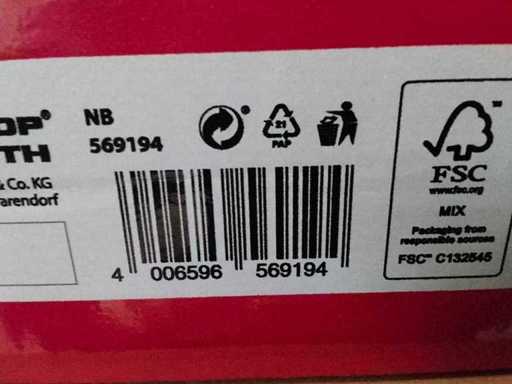 OP®
TH
& Co. KG
arendorf
NB
569194
21
PAP
4 006596 569194
FSC
www.fsc.org
MIX
Packaging from
responsible sources
FSC™ C132545